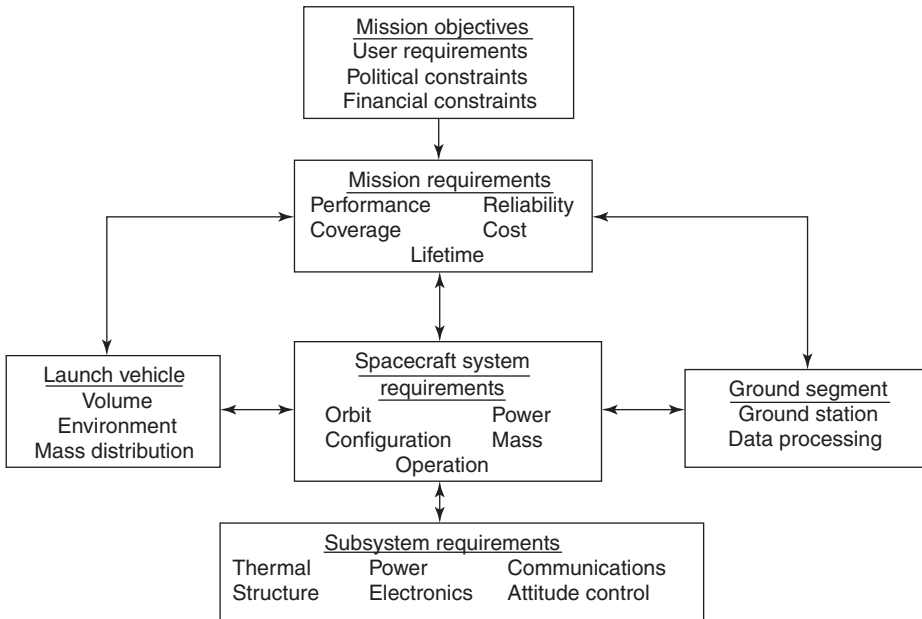 Mission objectives
User requirements
Political constraints
Financial constraints
Mission requirements
Performance Reliability
Coverage Cost
Lifetime
Launch vehicle
Volume
Environment
Mass distribution
Spacecraft system
requirements
Orbit Power
Configuration Mass
Operation
Ground segment
Ground station
Data processing
Subsystem requirements
Thermal Power Communications
Structure Electronics Attitude control